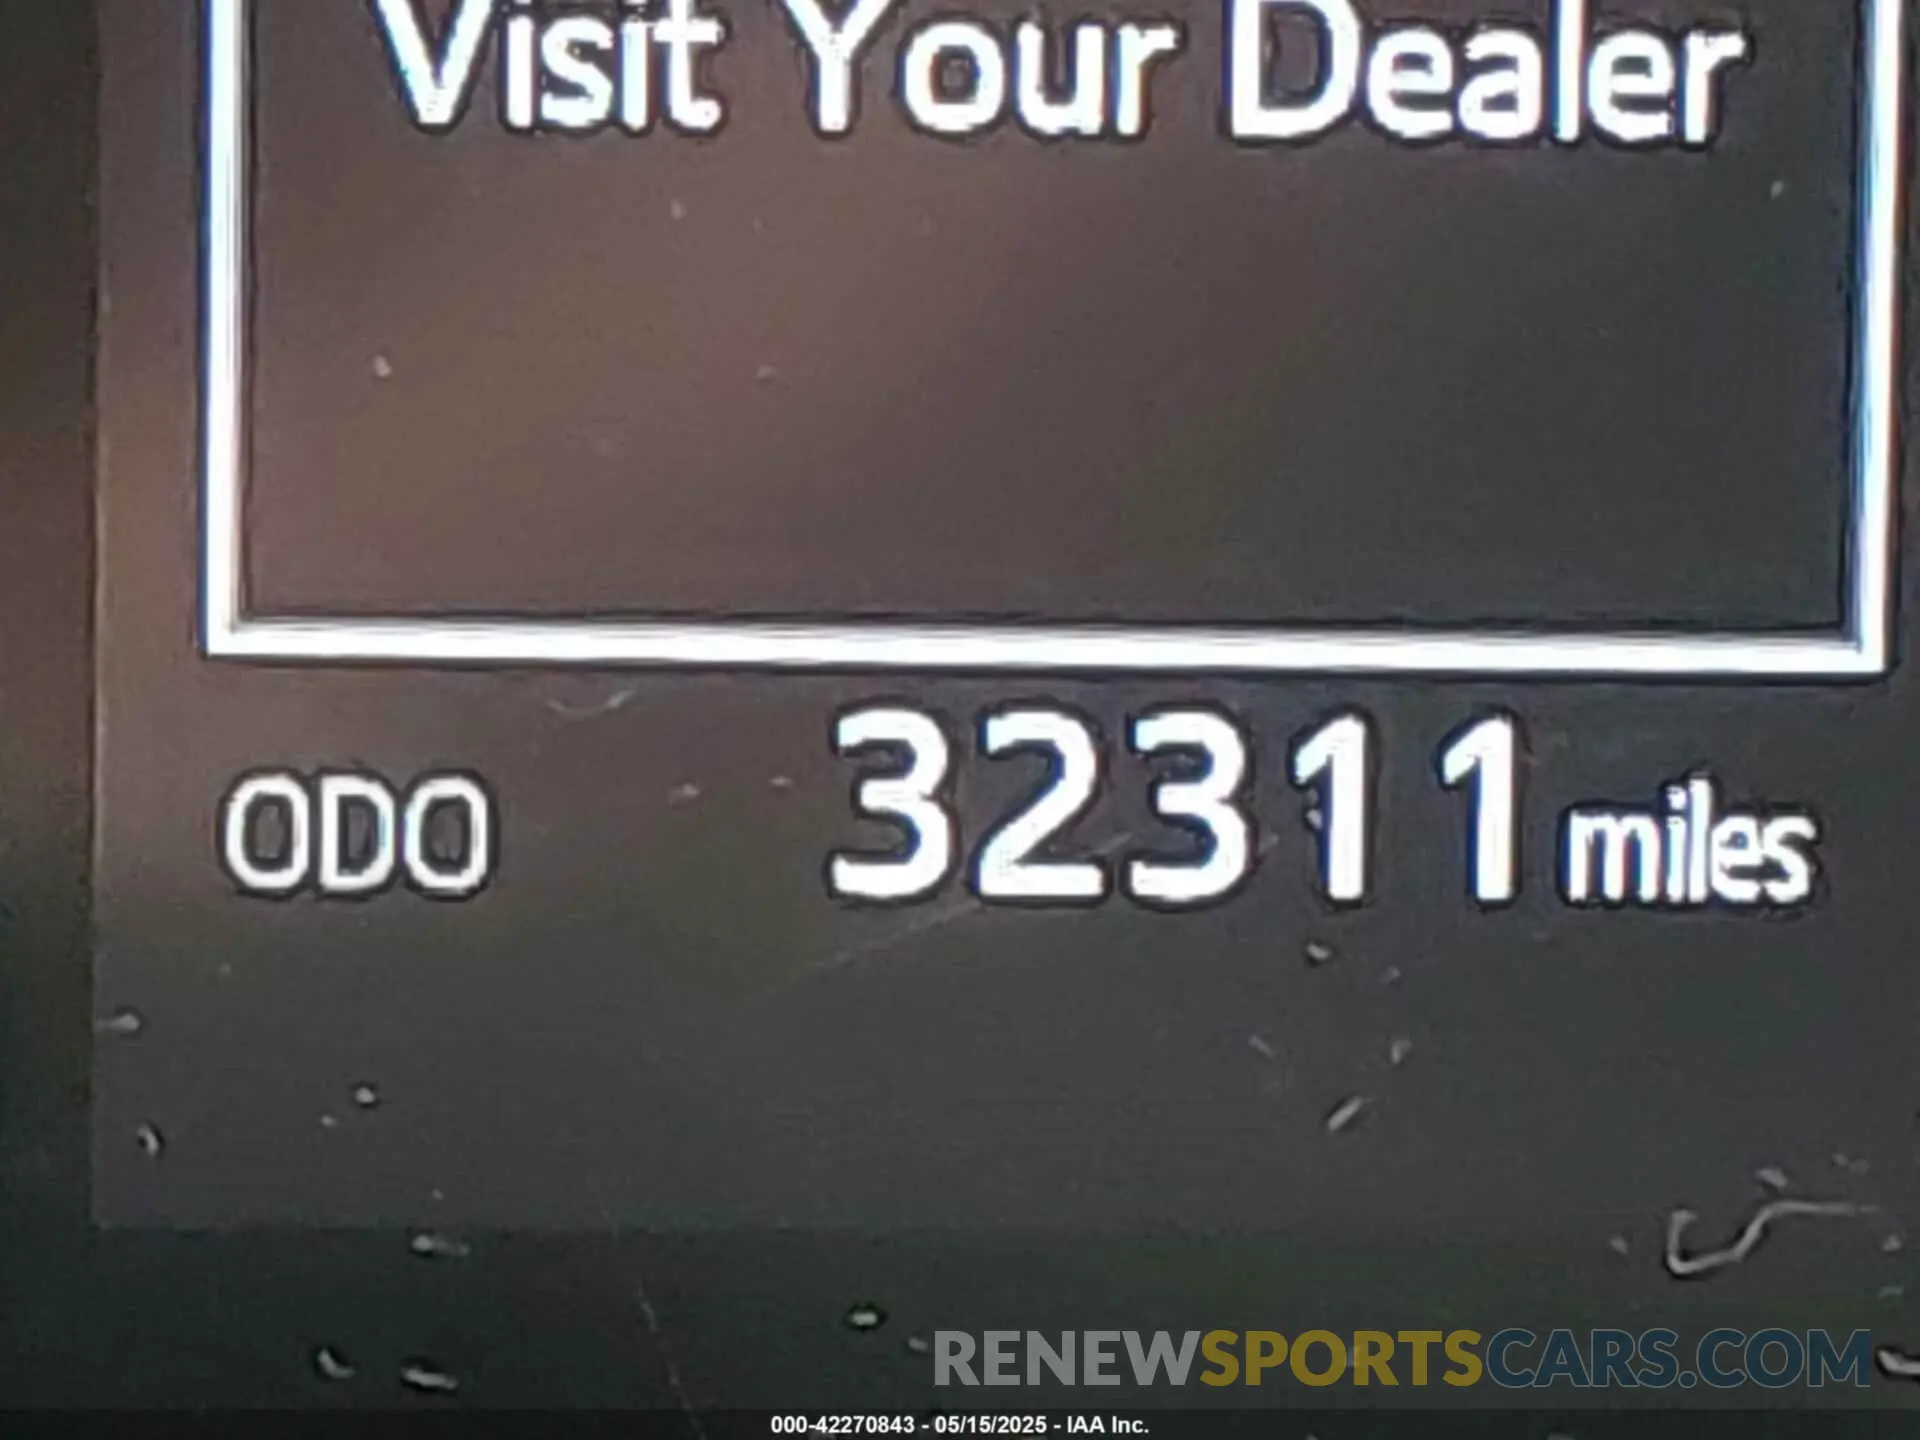 Visit Your Dealer
ODO 32311 miles
RENEWSPORTSCARS.COM
000-42270843 - 05/15/2025 - IAA Inc.